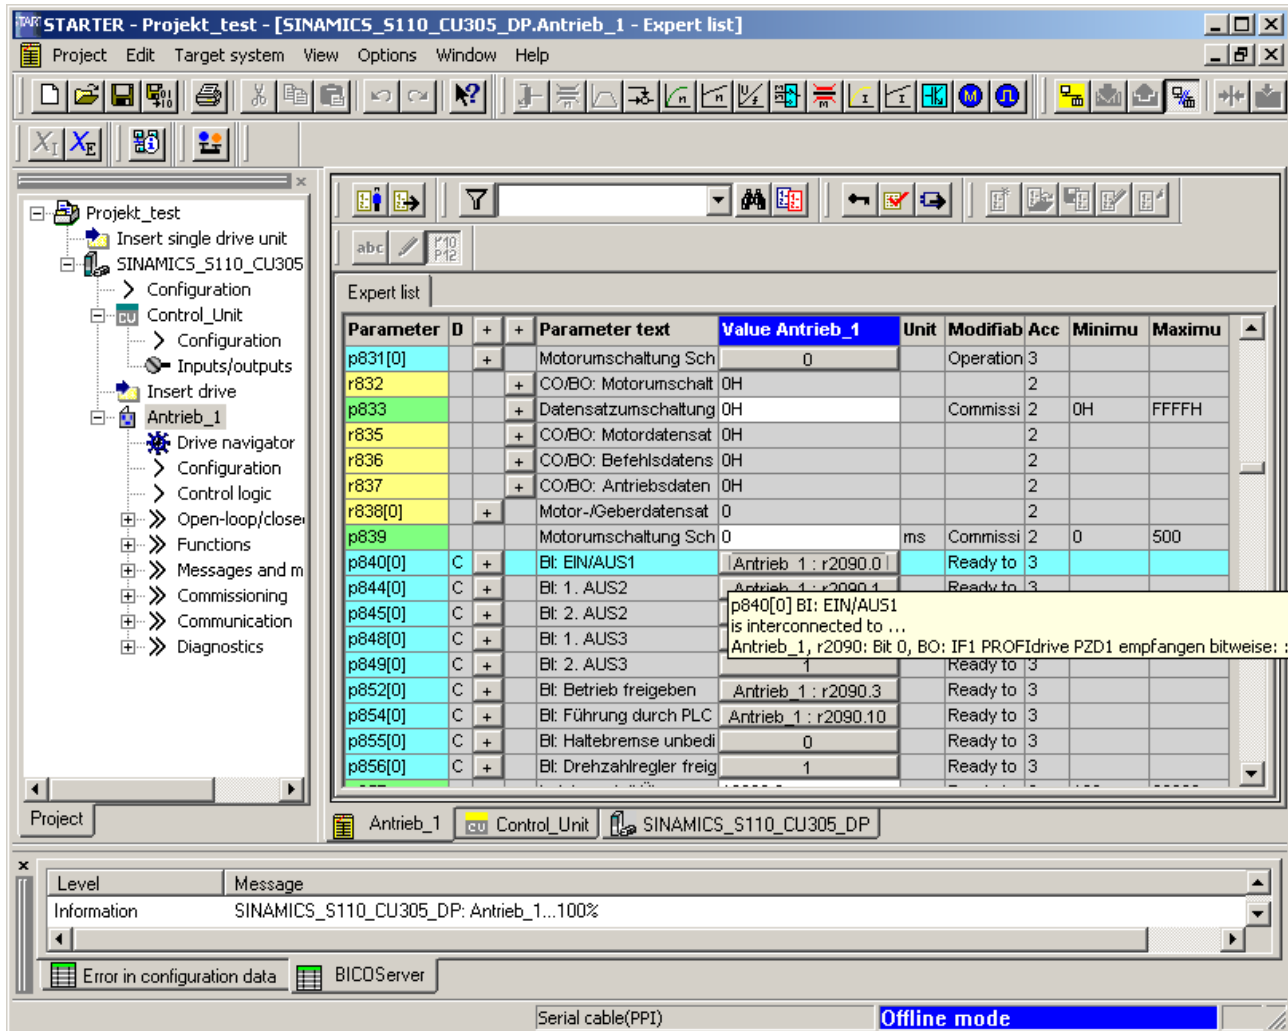 STARTER - Projekt_test - [SINAMICS_S110_CU305_DP.Antrieb_1 - Expert list]
Project Edit Target system View Options Window Help
Projekt_test
Insert single drive unit
SINAMICS_S110_CU305
Configuration
Control_Unit
Configuration
Inputs/outputs
Insert drive
Antrieb_1
Drive navigator
Configuration
Control logic
Open-loop/close
Functions
Messages and m
Commissioning
Communication
Diagnostics
Project
abc
Expert list
Parameter D + + Parameter text Value Antrieb_1 Unit Modifiab Acc Minimu Maximu
p831[0] + Motorumschaltung Sch 0 Operation 3
r832 + CO/BO: Motorumschalt 0H 2
p833 + Datensatzumschaltung 0H Commissi 2 0H FFFFH
r835 + CO/BO: Motordatensat 0H 2
r836 + CO/BO: Befehlsdatens 0H 2
r837 + CO/BO: Antriebsdaten 0H 2
r838[0] + Motor-/Geberdatensat 0 2
p839 Motorumschaltung Sch 0 ms Commissi 2 0 500
p840[0] C + BI: EIN/AUS1 Antrieb_1 : r2090.0 Ready to 3
p844[0] C + BI: 1. AUS2 Antrieb_1 : r2090.1 Ready to 3
p845[0] C + BI: 2. AUS2
p848[0] C + BI: 1. AUS3
p849[0] C + BI: 2. AUS3 1 Ready to 3
p852[0] C + BI: Betrieb freigeben Antrieb_1 : r2090.3 Ready to 3
p854[0] C + BI: Führung durch PLC Antrieb_1 : r2090.10 Ready to 3
p855[0] C + BI: Haltebremse unbedi 0 Ready to 3
p856[0] C + BI: Drehzahlregler freig 1 Ready to 3
p840[0] BI: EIN/AUS1
is interconnected to ...
Antrieb_1, r2090: Bit 0, BO: IF1 PROFIdrive PZD1 empfangen bitweise:
Antrieb_1 Control_Unit SINAMICS_S110_CU305_DP
Level Message
Information SINAMICS_S110_CU305_DP: Antrieb_1...100%
Error in configuration data BICOServer
Serial cable(PPI) Offline mode